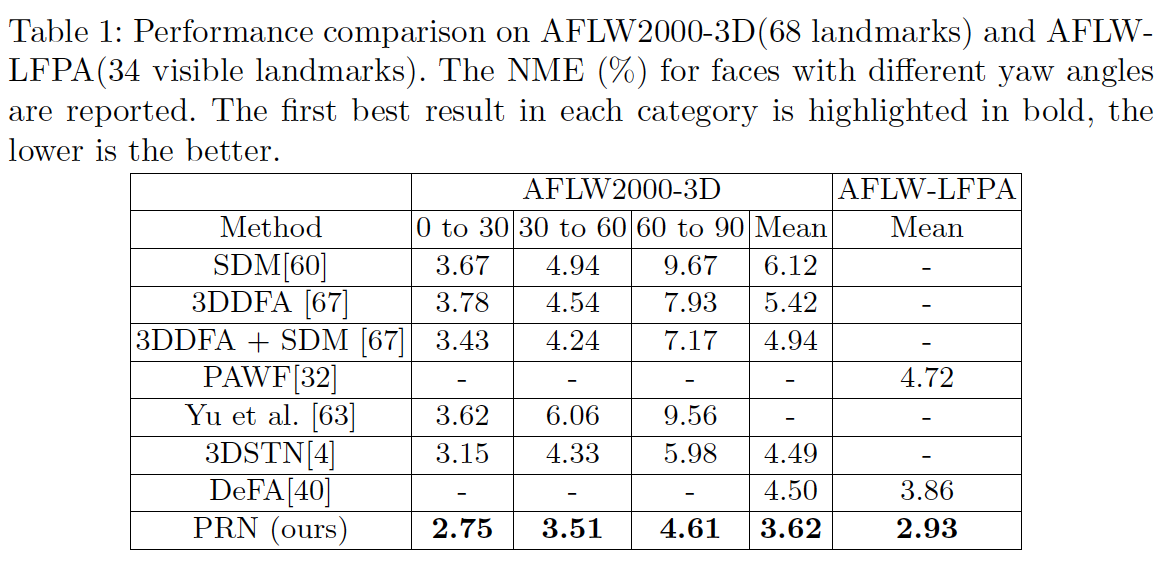 Table 1: Performance comparison on AFLW2000-3D(68 landmarks) and AFLW-
LFPA(34 visible landmarks). The NME (%) for faces with different yaw angles
are reported. The first best result in each category is highlighted in bold, the
lower is the better.
AFLW2000-3D AFLW-LFPA
Method 0 to 30 30 to 60 60 to 90 Mean Mean
SDM[60] 3.67 4.94 9.67 6.12 -
3DDFA [67] 3.78 4.54 7.93 5.42 -
3DDFA + SDM [67] 3.43 4.24 7.17 4.94 -
PAWF[32] - - - - 4.72
Yu et al. [63] 3.62 6.06 9.56 - -
3DSTN[4] 3.15 4.33 5.98 4.49 -
DeFA[40] - - - 4.50 3.86
PRN (ours) 2.75 3.51 4.61 3.62 2.93